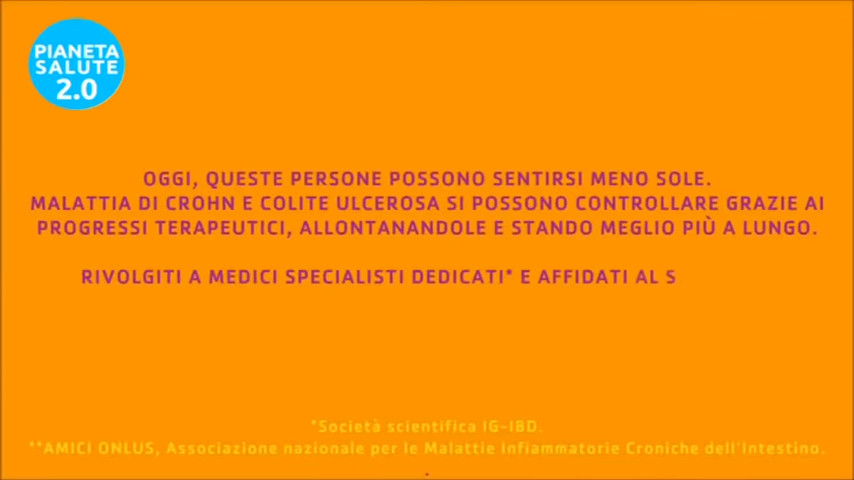 PIANETA
SALUTE
2.0
OGGI, QUESTE PERSONE POSSONO SENTIRSI MENO SOLE.
MALATTIA DI CROHN E COLITE ULCEROSA SI POSSONO CONTROLLARE GRAZIE AI
PROGRESSI TERAPEUTICI, ALLONTANANDOLE E STANDO MEGLIO PIÙ A LUNGO.
RIVOLGITI A MEDICI SPECIALISTI DEDICATI* E AFFIDATI AL S
*Società scientifica IG-IBD.
**AMICI ONLUS, Associazione nazionale per le Malattie Infiammatorie Croniche dell'Intestino.